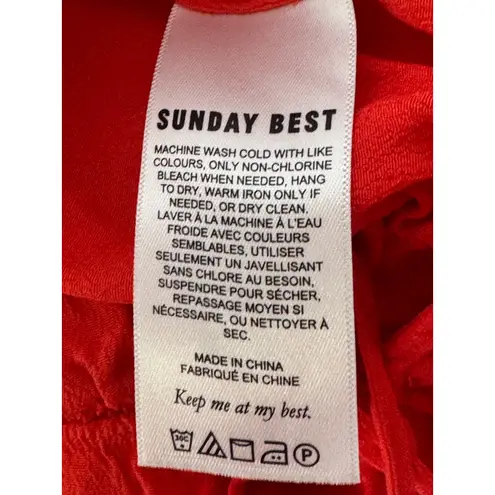 SUNDAY BEST
MACHINE WASH COLD WITH LIKE
COLOURS, ONLY NON-CHLORINE
BLEACH WHEN NEEDED, HANG
TO DRY, WARM IRON ONLY IF
NEEDED, OR DRY CLEAN.
LAVER À LA MACHINE À L'EAU
FROIDE AVEC COULEURS
SEMBLABLES, UTILISER
SEULEMENT UN JAVELLISANT
SANS CHLORE AU BESOIN,
SUSPENDRE POUR SÉCHER,
REPASSAGE MOYEN SI
NÉCESSAIRE, OU NETTOYER À
SEC.
MADE IN CHINA
FABRIQUÉ EN CHINE
Keep me at my best.
30C P